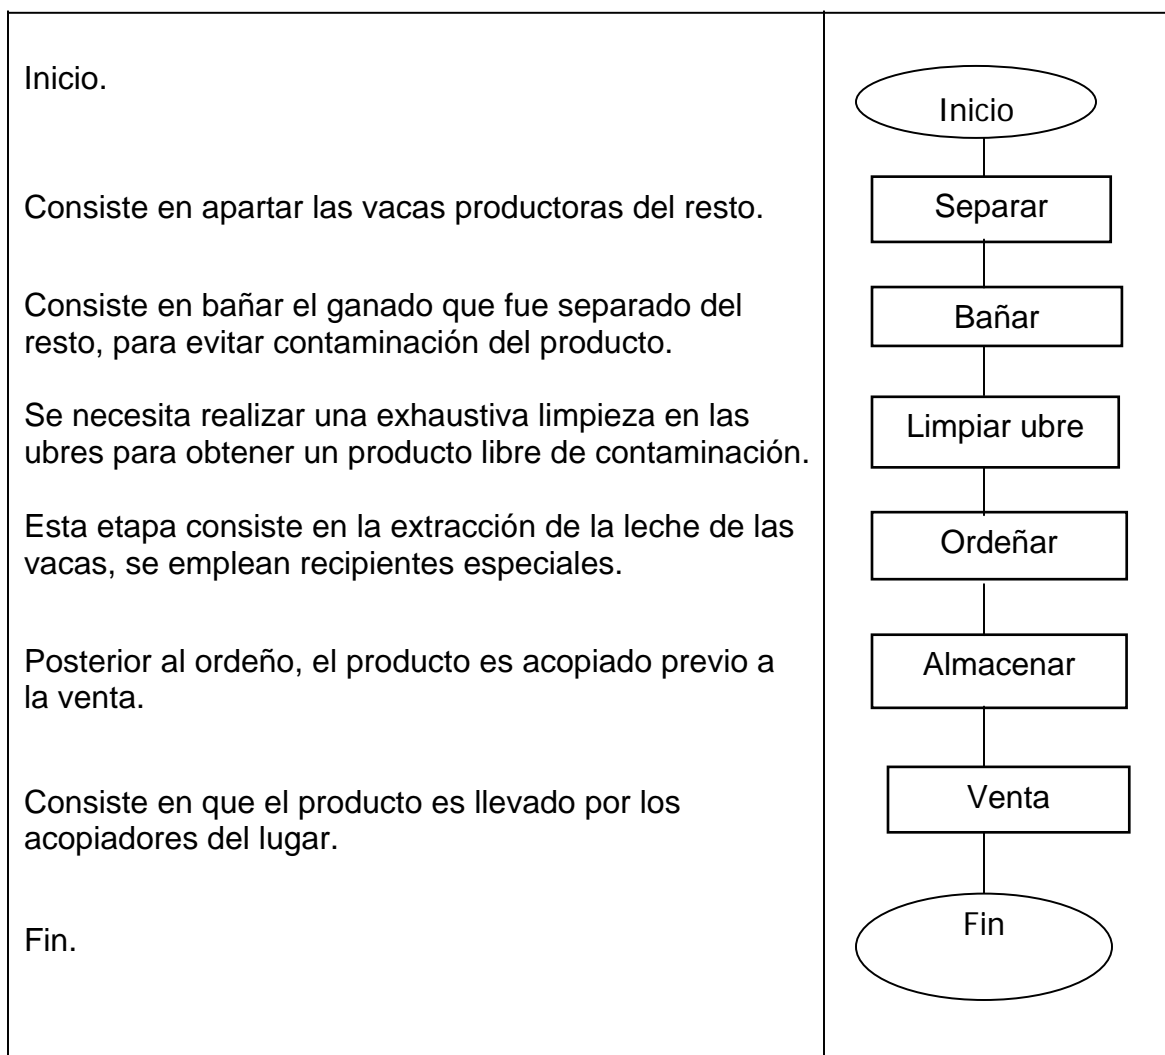 Inicio.
Inicio
Consiste en apartar las vacas productoras del resto.
Separar
Consiste en bañar el ganado que fue separado del
resto, para evitar contaminación del producto.
Bañar
Se necesita realizar una exhaustiva limpieza en las
ubres para obtener un producto libre de contaminación.
Limpiar ubre
Esta etapa consiste en la extracción de la leche de las
vacas, se emplean recipientes especiales.
Ordeñar
Posterior al ordeño, el producto es acopiado previo a
la venta.
Almacenar
Consiste en que el producto es llevado por los
acopiadores del lugar.
Venta
Fin.
Fin